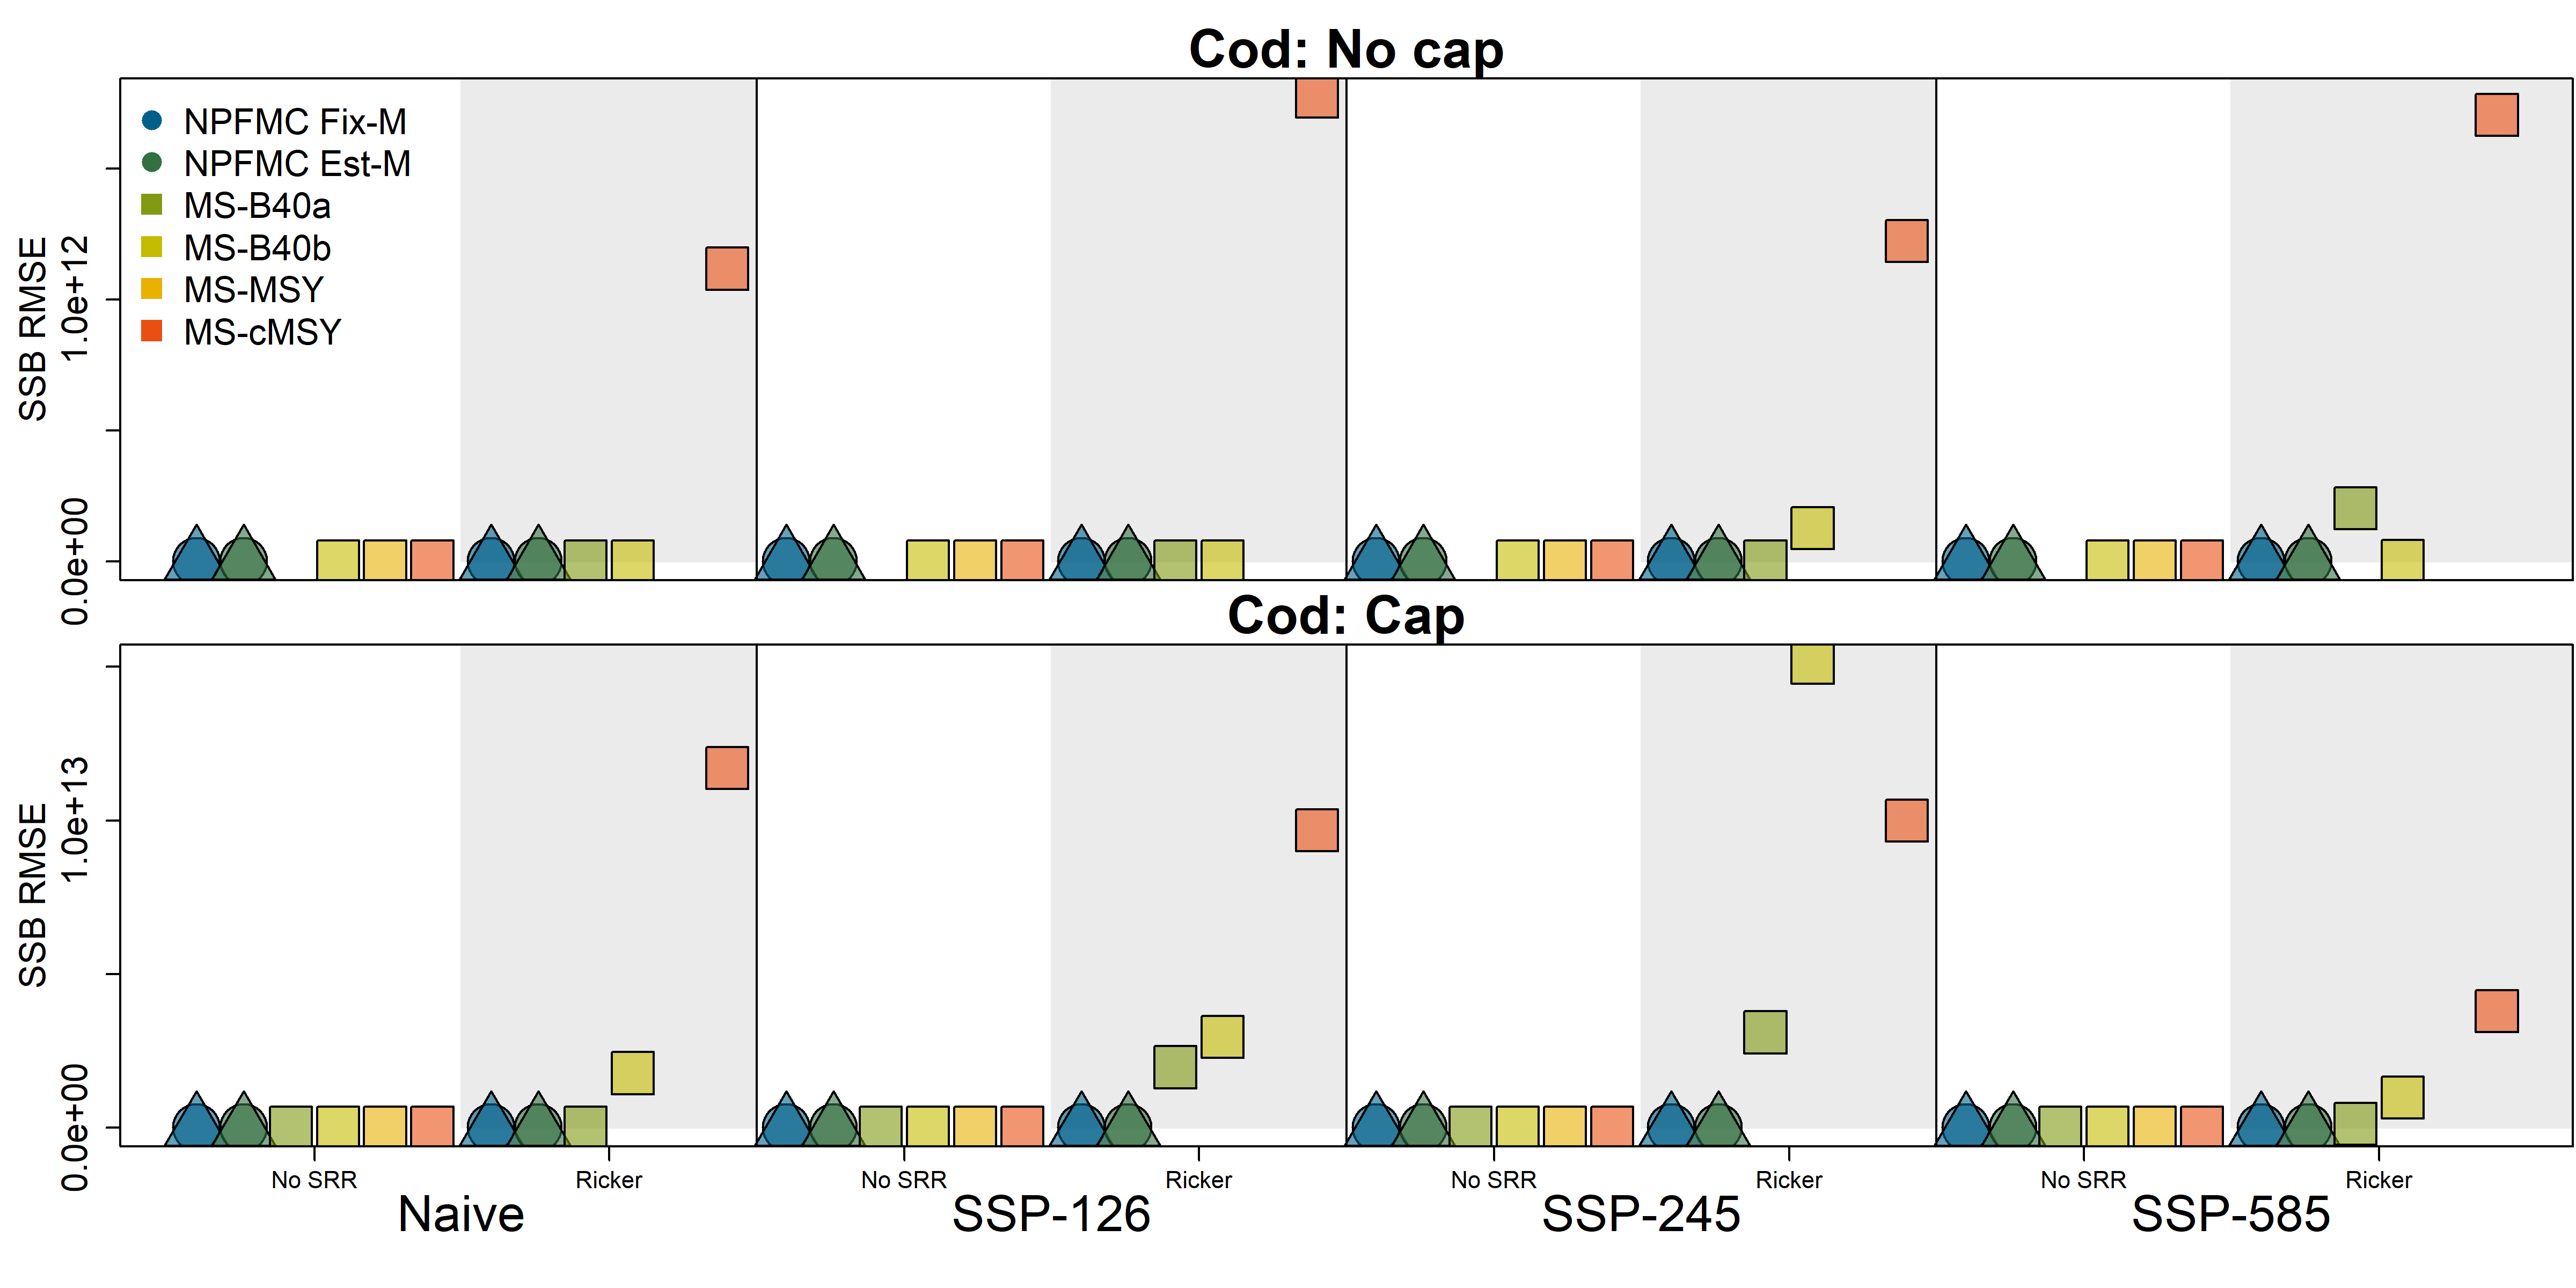 Cod: No cap
NPFMC Fix-M
NPFMC Est-M
MS-B40a
MS-B40b
MS-MSY
MS-cMSY
SSB RMSE
1.0e+12
0.0e+00
Cod: Cap
SSB RMSE
1.0e+13
0.0e+00
No SRR Ricker No SRR Ricker No SRR Ricker No SRR Ricker
Naive SSP-126 SSP-245 SSP-585